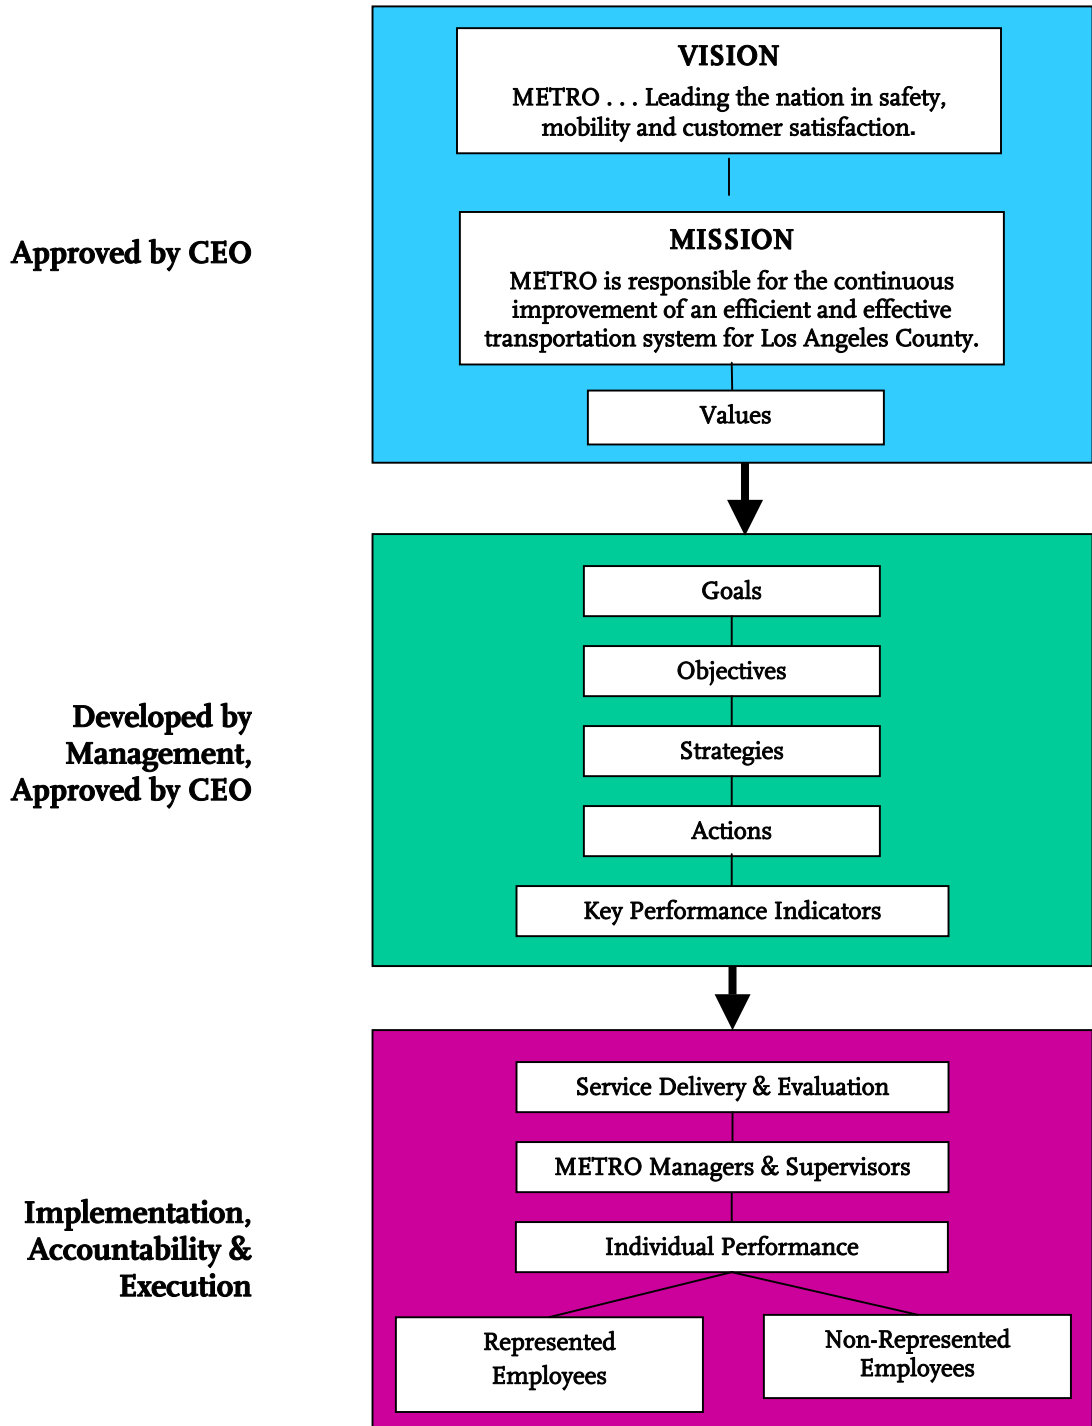 VISION
METRO . . . Leading the nation in safety,
mobility and customer satisfaction.
Approved by CEO
MISSION
METRO is responsible for the continuous
improvement of an efficient and effective
transportation system for Los Angeles County.
Values
Developed by
Management,
Approved by CEO
Goals
Objectives
Strategies
Actions
Key Performance Indicators
Implementation,
Accountability &
Execution
Service Delivery & Evaluation
METRO Managers & Supervisors
Individual Performance
Represented
Employees
Non-Represented
Employees